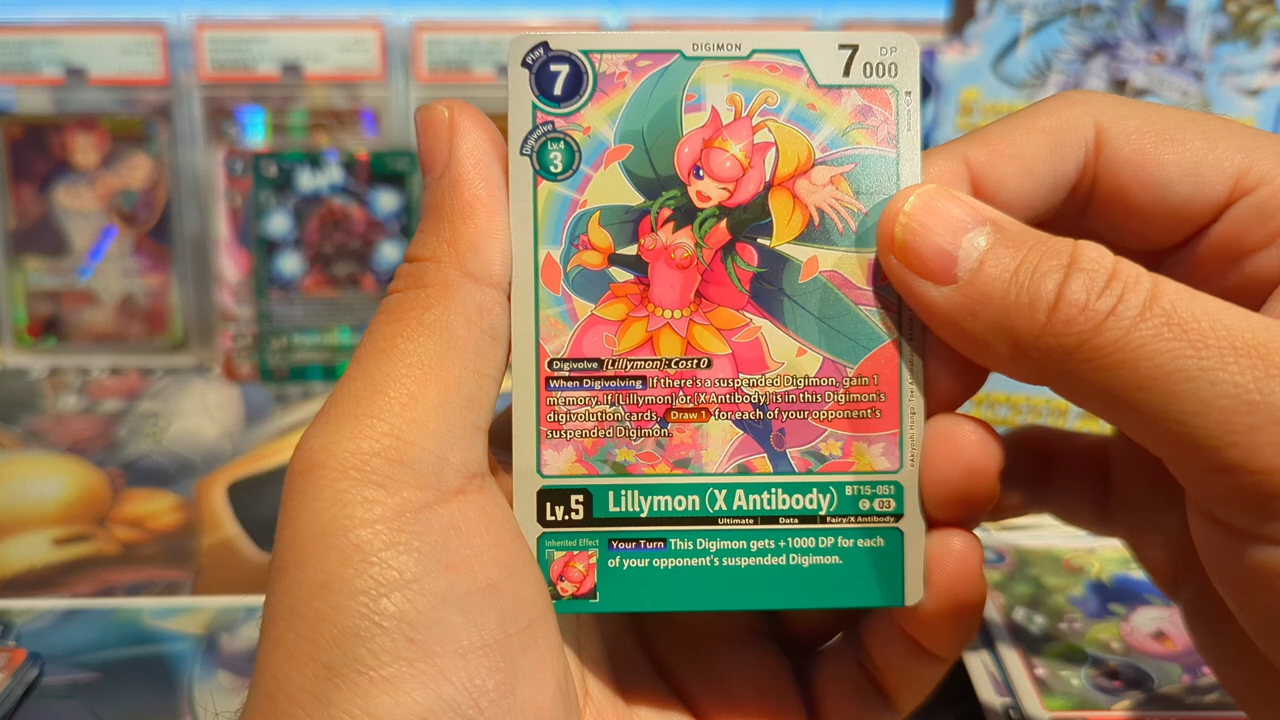 DIGIMON
Play
7
7000
DP
Digivolve
Lv.4
3
Digivolve [Lillymon]: Cost 0
When Digivolving If there's a suspended Digimon, gain 1
memory. If [Lillymon] or [X Antibody] is in this Digimon's
digivolution cards, Draw 1 for each of your opponent's
suspended Digimon.
Lv.5
Lillymon (X Antibody)
BT15-051
C 03
Ultimate | Data | Fairy/X Antibody
Inherited Effect
Your Turn This Digimon gets +1000 DP for each
of your opponent's suspended Digimon.